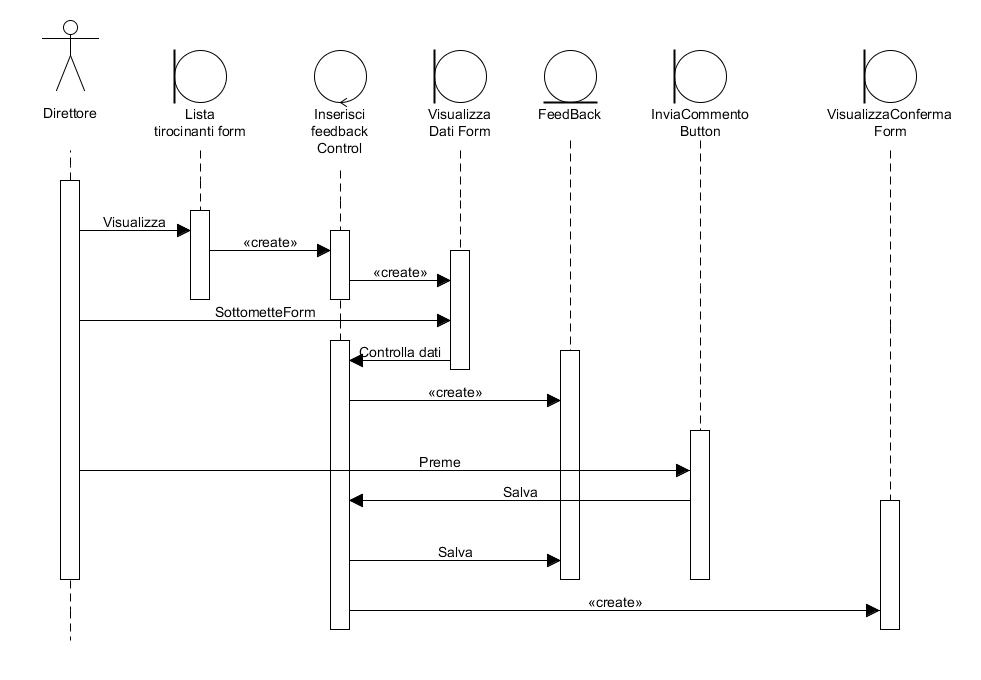 Direttore
Lista
tirocinanti form
Inserisci
feedback
Control
Visualizza
Dati Form
FeedBack
InviaCommento
Button
VisualizzaConferma
Form
Visualizza
«create»
«create»
SottometteForm
Controlla dati
«create»
Preme
Salva
Salva
«create»